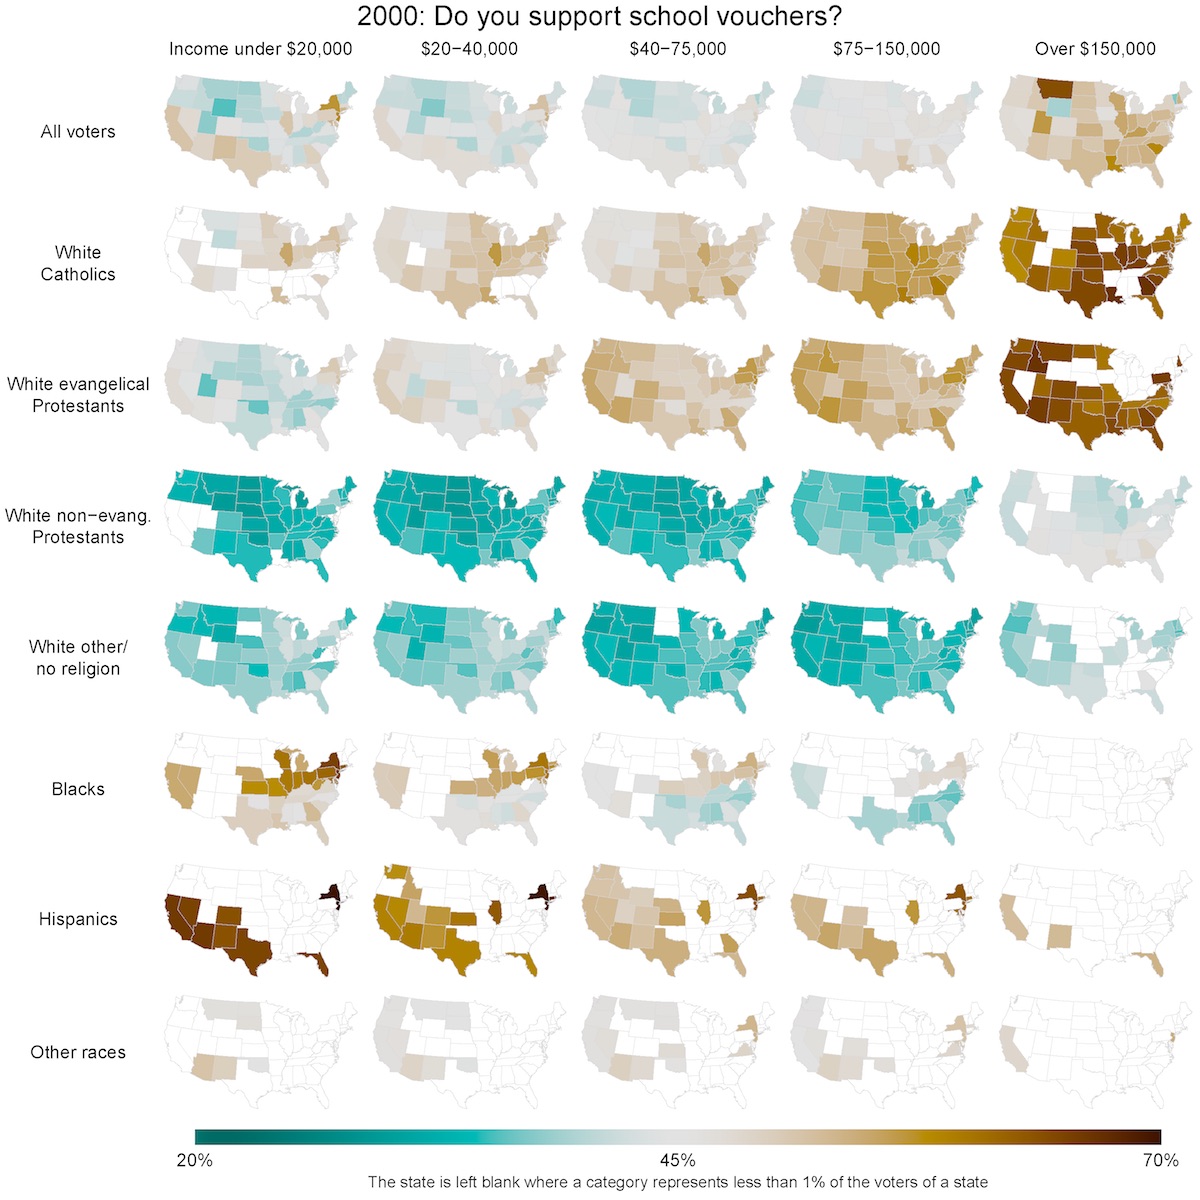 2000: Do you support school vouchers?
Income under $20,000 $20−40,000 $40−75,000 $75−150,000 Over $150,000
All voters
White
Catholics
White evangelical
Protestants
White non−evang.
Protestants
White other/
no religion
Blacks
Hispanics
Other races
20% 45% 70%
The state is left blank where a category represents less than 1% of the voters of a state